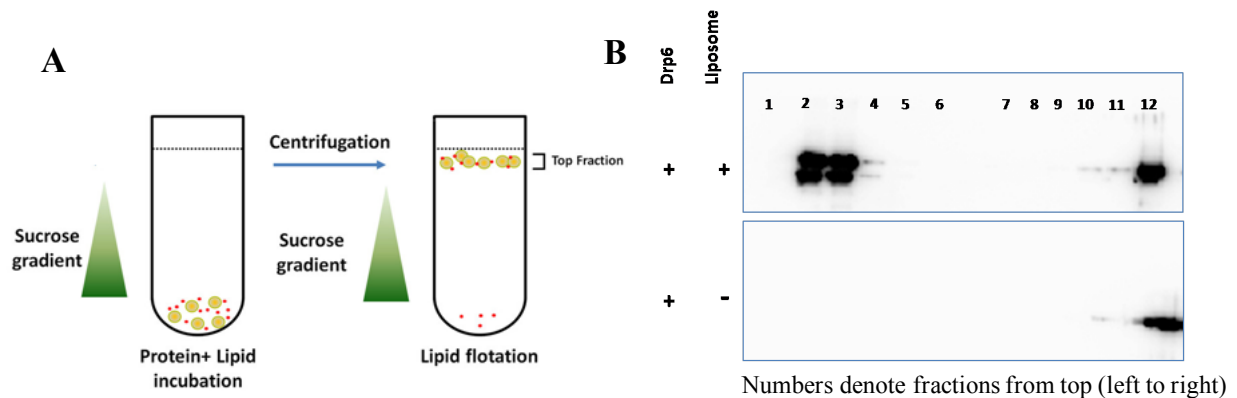 A
Sucrose
gradient
Protein+ Lipid
incubation
Centrifugation
Sucrose
gradient
Top Fraction
Lipid flotation
B
Drp6
Liposome
1 2 3 4 5 6 7 8 9 10 11 12
+ +
+ -
Numbers denote fractions from top (left to right)